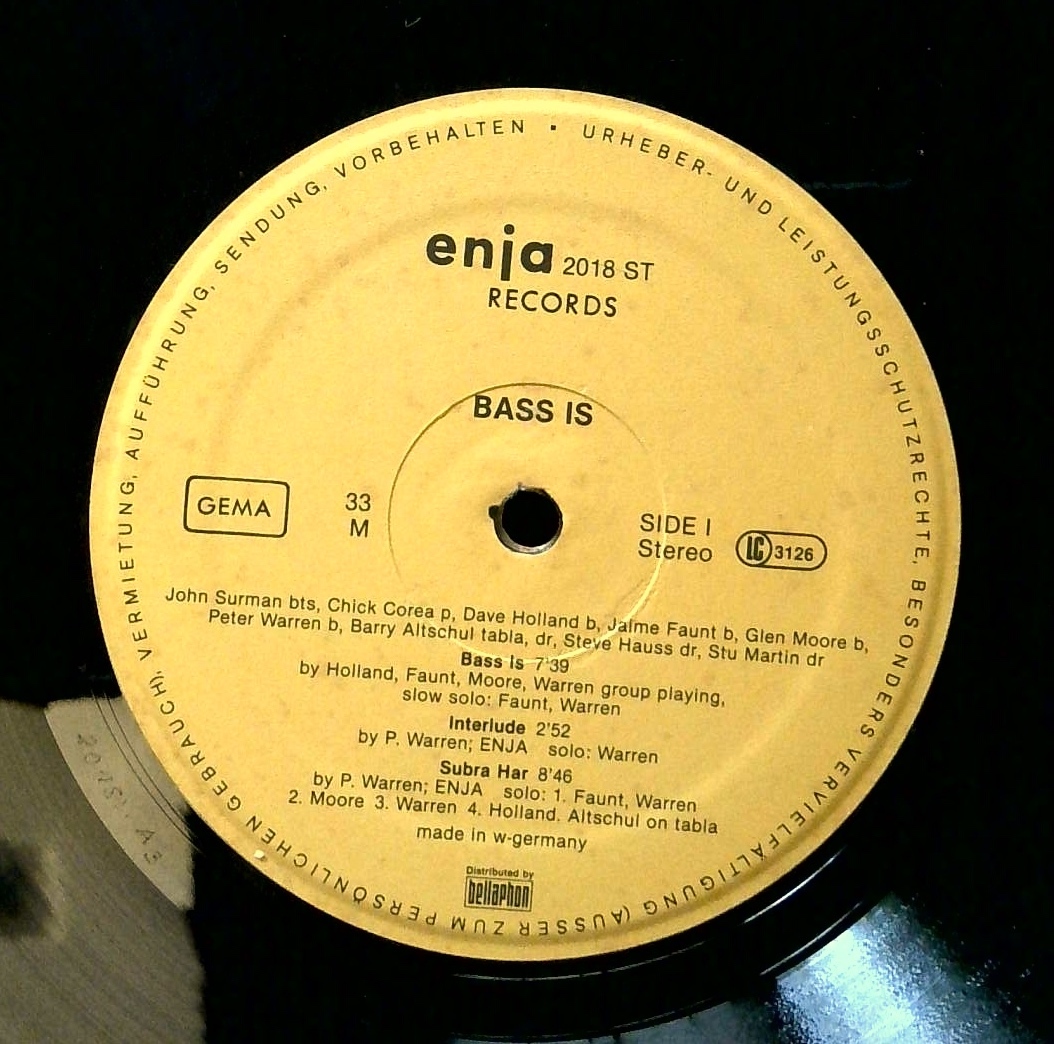 URHEBER- UND LEISTUNGSSCHUTZRECHTE, BESONDERS VERVIELFÄLTIGUNG (AUSSER ZUM PERSÖNLICHEN GEBRAUCH), VERMIETUNG, AUFFÜHRUNG, SENDUNG, VORBEHALTEN ▪
enja 2018 ST
RECORDS
BASS IS
GEMA
33
M
SIDE I
Stereo
LC 3126
John Surman bts, Chick Corea p, Dave Holland b, Jaime Faunt b, Glen Moore b,
Peter Warren b, Barry Altschul tabla, dr, Steve Hauss dr, Stu Martin dr
Bass Is 7'39
by Holland, Faunt, Moore, Warren group playing,
slow solo: Faunt, Warren
Interlude 2'52
by P. Warren; ENJA solo: Warren
Subra Har 8'46
by P. Warren; ENJA solo: 1. Faunt, Warren
2. Moore 3. Warren 4. Holland. Altschul on tabla
made in w-germany
Distributed by
bellaphon